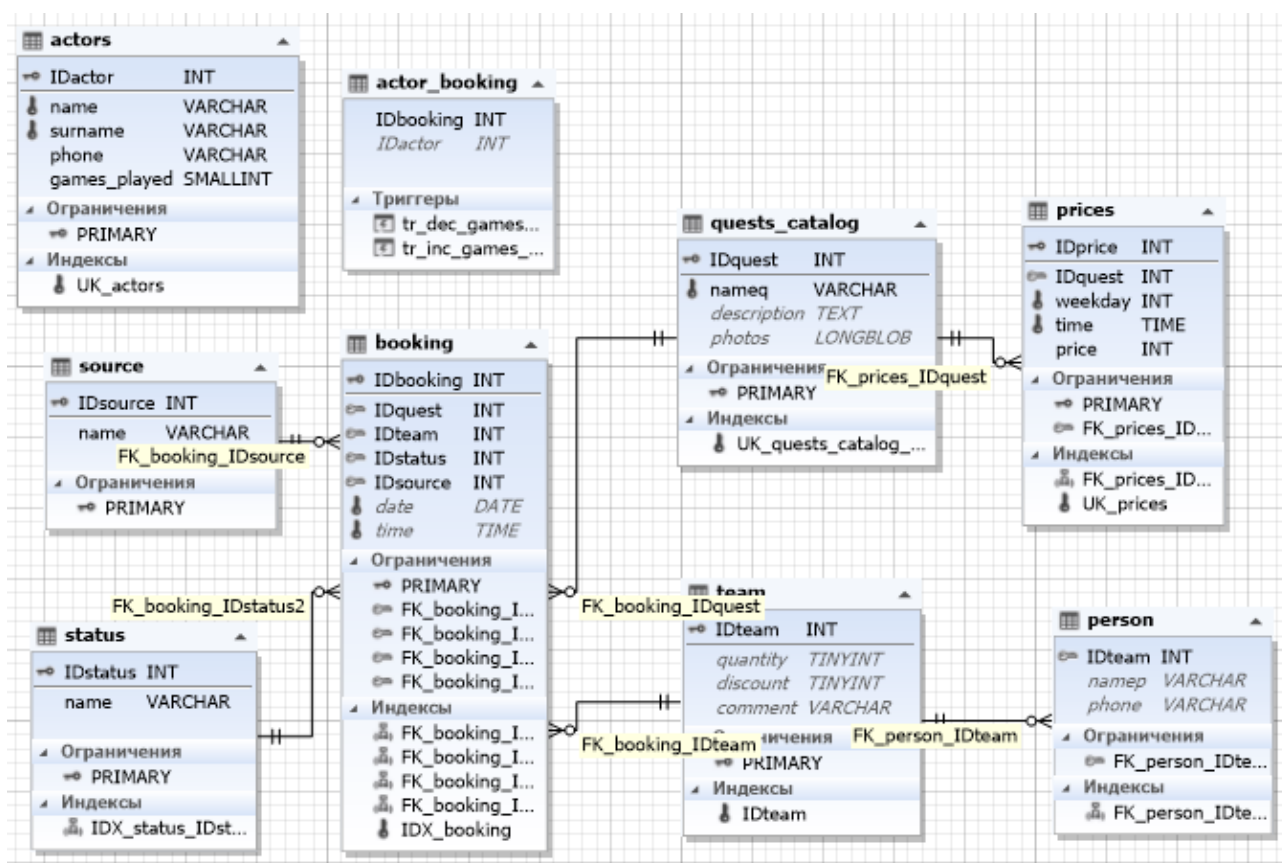 actors
IDactor INT
name VARCHAR
surname VARCHAR
phone VARCHAR
games_played SMALLINT
Ограничения
PRIMARY
Индексы
UK_actors
actor_booking
IDbooking INT
IDactor INT
Триггеры
tr_dec_games...
tr_inc_games_...
quests_catalog
IDquest INT
nameq VARCHAR
description TEXT
photos LONGBLOB
Ограничения
PRIMARY
Индексы
UK_quests_catalog_...
prices
IDprice INT
IDquest INT
weekday INT
time TIME
price INT
Ограничения
PRIMARY
FK_prices_ID...
Индексы
FK_prices_ID...
UK_prices
FK_prices_IDquest
source
IDsource INT
name VARCHAR
Ограничения
PRIMARY
FK_booking_IDsource
booking
IDbooking INT
IDquest INT
IDteam INT
IDstatus INT
IDsource INT
date DATE
time TIME
Ограничения
PRIMARY
FK_booking_I...
FK_booking_I...
FK_booking_I...
FK_booking_I...
Индексы
FK_booking_I...
FK_booking_I...
FK_booking_I...
FK_booking_I...
IDX_booking
FK_booking_IDstatus2
status
IDstatus INT
name VARCHAR
Ограничения
PRIMARY
Индексы
IDX_status_IDst...
FK_booking_IDquest
team
IDteam INT
quantity TINYINT
discount TINYINT
comment VARCHAR
PRIMARY
Индексы
IDteam
FK_booking_IDteam
FK_person_IDteam
person
IDteam INT
namep VARCHAR
phone VARCHAR
Ограничения
FK_person_IDte...
Индексы
FK_person_IDte...